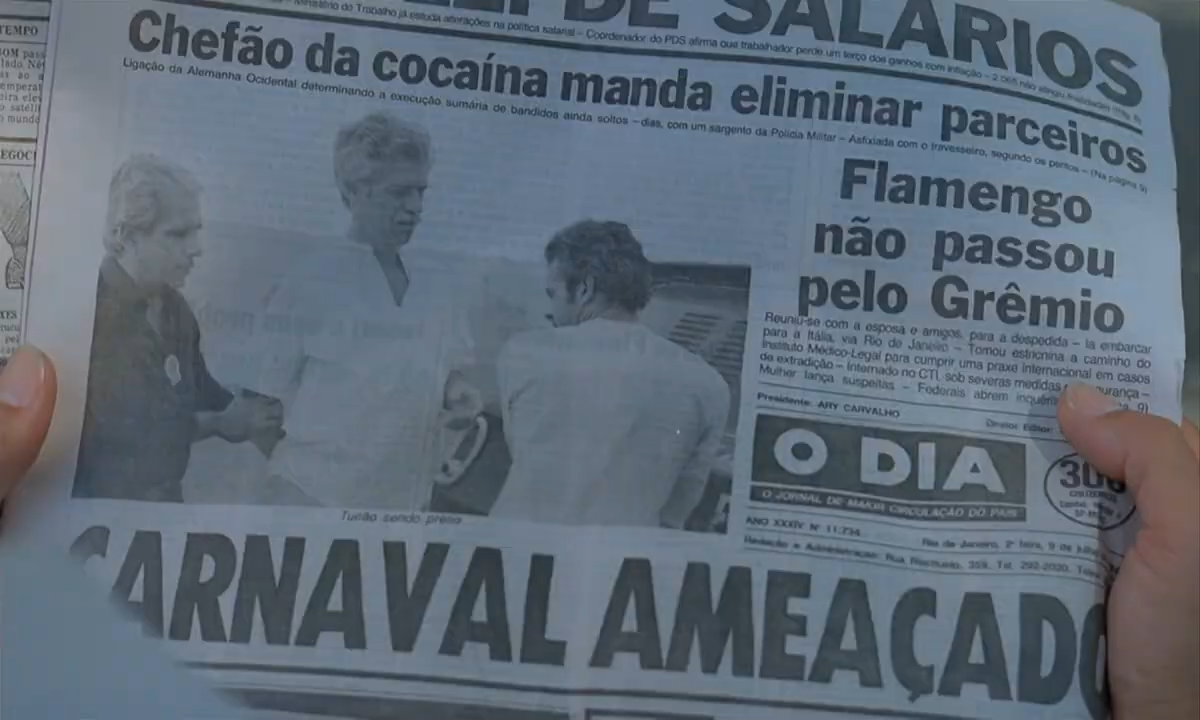 TEMPO
DE SALÁRIOS
Ministério do Trabalho já estuda alterações na política salarial – Coordenador do PDS afirma que trabalhador perde um terço dos ganhos com inflação –
Chefão da cocaína manda eliminar parceiros
Ligação da Alemanha Ocidental determinando a execução sumária de bandidos ainda soltos – dias, com um sargento da Polícia Militar – Asfixiada com o travesseiro, segundo os peritos – (Na página 9)
Flamengo
não passou
pelo Grêmio
Reuniu-se com a esposa e amigos, para a despedida – Ia embarcar
para a Itália, via Rio de Janeiro – Tomou estricnina a caminho do
Instituto Médico-Legal para cumprir uma praxe internacional em casos
de extradição – Internado no CTI, sob severas medidas
Mulher lança suspeitas – Federais abrem 9)
Presidente: ARY CARVALHO
Diretor Editor:
O DIA
O JORNAL DE MAIOR CIRCULAÇÃO DO PAÍS
ANO XXXIV Nº 11.734
Rio de Janeiro, 2ª feira, 9 de
Redação e Administração: Rua Riachuelo, 359. Tel. 292-2020.
Tucão sendo preso
CARNAVAL AMEAÇADO